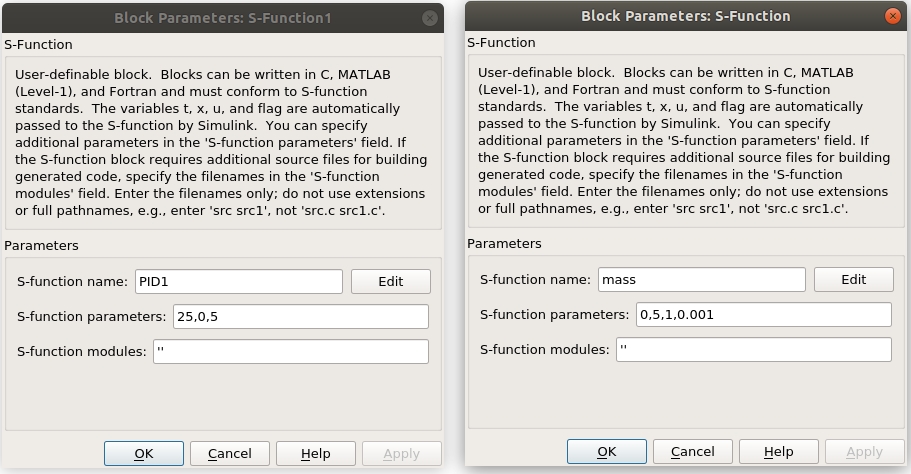 Block Parameters: S-Function1
S-Function
User-definable block.  Blocks can be written in C, MATLAB
(Level-1), and Fortran and must conform to S-function
standards.  The variables t, x, u, and flag are automatically
passed to the S-function by Simulink.  You can specify
additional parameters in the 'S-function parameters' field. If
the S-function block requires additional source files for building
generated code, specify the filenames in the 'S-function
modules' field. Enter the filenames only; do not use extensions
or full pathnames, e.g., enter 'src src1', not 'src.c src1.c'.
Parameters
S-function name: PID1 Edit
S-function parameters: 25,0,5
S-function modules: ''
OK Cancel Help Apply
Block Parameters: S-Function
S-Function
User-definable block.  Blocks can be written in C, MATLAB
(Level-1), and Fortran and must conform to S-function
standards.  The variables t, x, u, and flag are automatically
passed to the S-function by Simulink.  You can specify
additional parameters in the 'S-function parameters' field. If
the S-function block requires additional source files for building
generated code, specify the filenames in the 'S-function
modules' field. Enter the filenames only; do not use extensions
or full pathnames, e.g., enter 'src src1', not 'src.c src1.c'.
Parameters
S-function name: mass Edit
S-function parameters: 0,5,1,0.001
S-function modules: ''
OK Cancel Help Apply